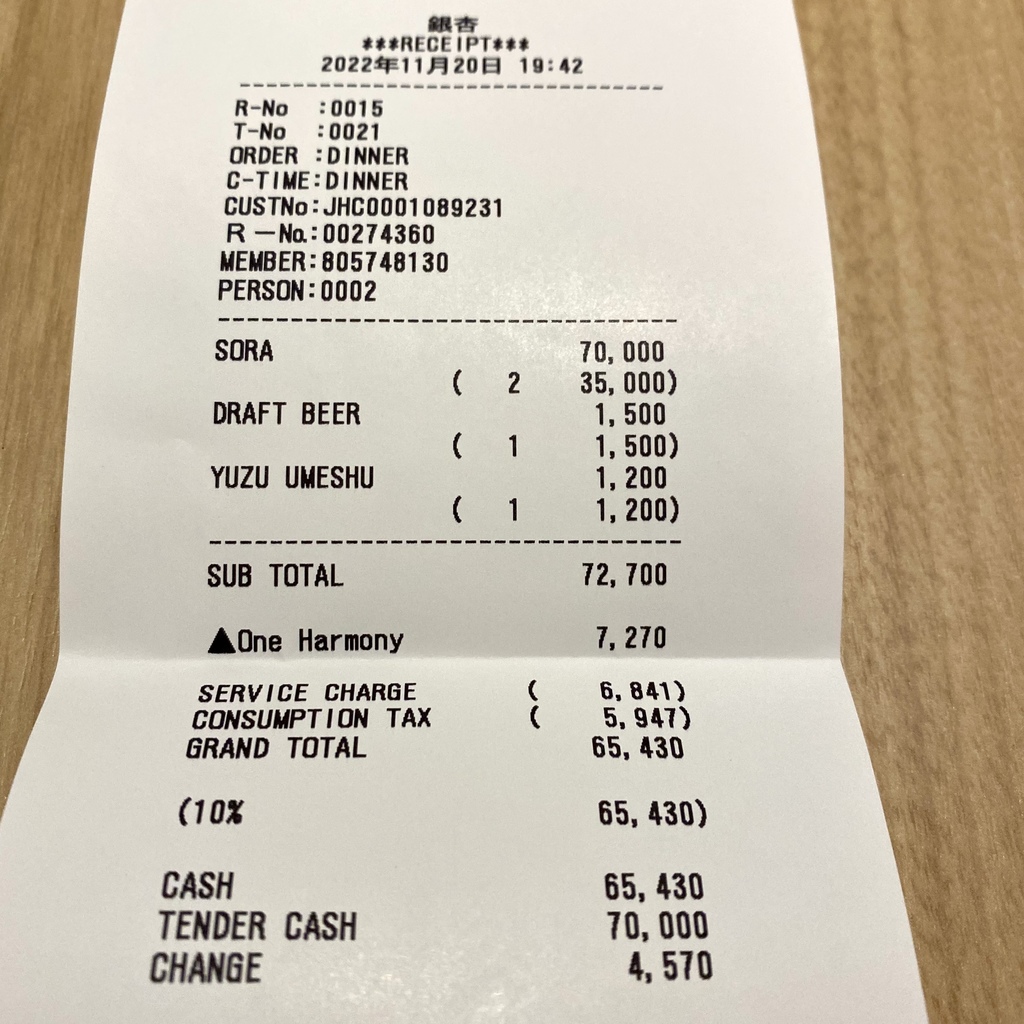 銀杏
***RECEIPT***
2022年11月20日 19:42
R-No :0015
T-No :0021
ORDER :DINNER
C-TIME:DINNER
CUSTNo:JHC0001089231
R－No.:00274360
MEMBER:805748130
PERSON:0002
SORA 70,000
( 2 35,000)
DRAFT BEER 1,500
( 1 1,500)
YUZU UMESHU 1,200
( 1 1,200)
SUB TOTAL 72,700
▲One Harmony 7,270
SERVICE CHARGE ( 6,841)
CONSUMPTION TAX ( 5,947)
GRAND TOTAL 65,430
(10% 65,430)
CASH 65,430
TENDER CASH 70,000
CHANGE 4,570